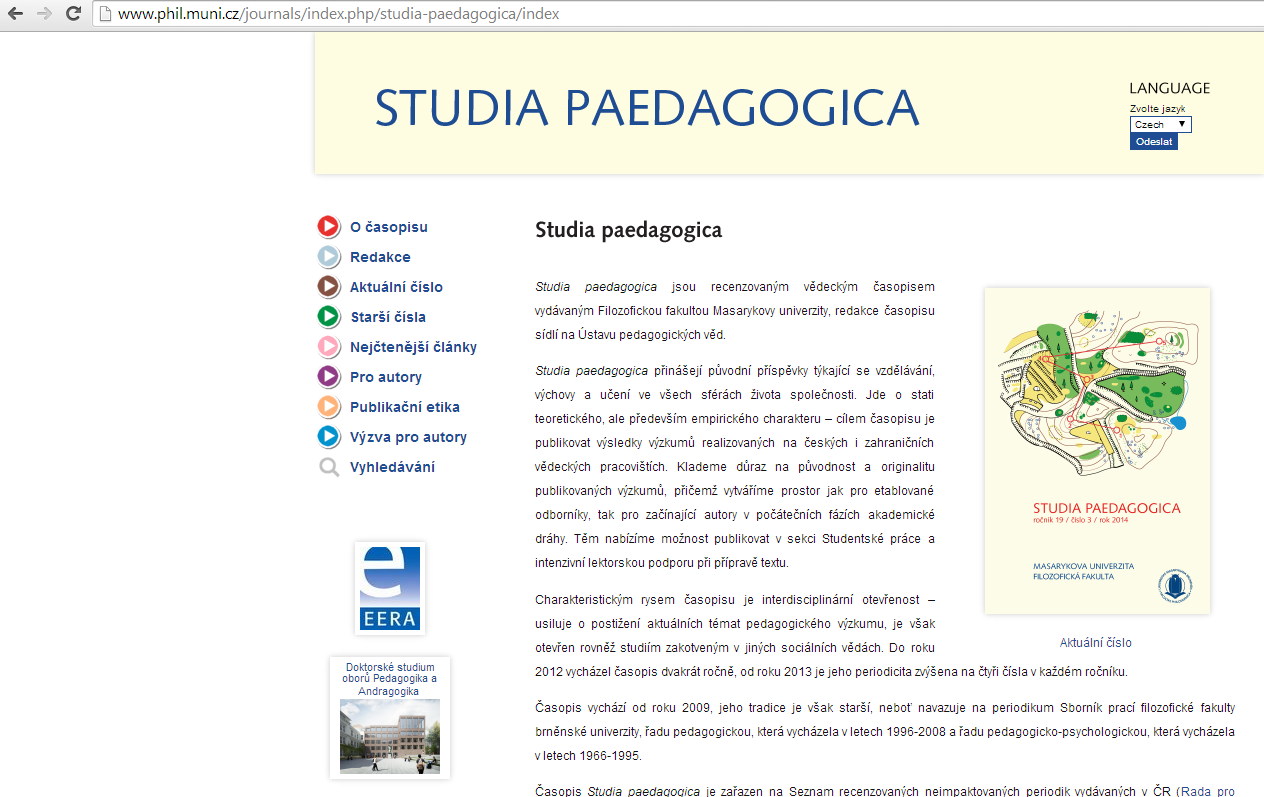 www.phil.muni.cz/journals/index.php/studia-paedagogica/index
STUDIA PAEDAGOGICA
LANGUAGE
Zvolte jazyk
Czech
Odeslat
O časopisu
Redakce
Aktuální číslo
Starší čísla
Nejčtenější články
Pro autory
Publikační etika
Výzva pro autory
Vyhledávání
EERA
Doktorské studium
oborů Pedagogika a
Andragogika
Studia paedagogica
Studia paedagogica jsou recenzovaným vědeckým časopisem
vydávaným Filozofickou fakultou Masarykovy univerzity, redakce časopisu
sídlí na Ústavu pedagogických věd.
Studia paedagogica přinášejí původní příspěvky týkající se vzdělávání,
výchovy a učení ve všech sférách života společnosti. Jde o stati
teoretického, ale především empirického charakteru – cílem časopisu je
publikovat výsledky výzkumů realizovaných na českých i zahraničních
vědeckých pracovištích. Klademe důraz na původnost a originalitu
publikovaných výzkumů, přičemž vytváříme prostor jak pro etablované
odborníky, tak pro začínající autory v počátečních fázích akademické
dráhy. Těm nabízíme možnost publikovat v sekci Studentské práce a
intenzivní lektorskou podporu při přípravě textu.
Charakteristickým rysem časopisu je interdisciplinární otevřenost –
usiluje o postižení aktuálních témat pedagogického výzkumu, je však
otevřen rovněž studiím zakotveným v jiných sociálních vědách. Do roku
2012 vycházel časopis dvakrát ročně, od roku 2013 je jeho periodicita zvýšena na čtyři čísla v každém ročníku.
Časopis vychází od roku 2009, jeho tradice je však starší, neboť navazuje na periodikum Sborník prací filozofické fakulty
brněnské univerzity, řadu pedagogickou, která vycházela v letech 1996-2008 a řadu pedagogicko-psychologickou, která vycházela
v letech 1966-1995.
Časopis Studia paedagogica je zařazen na Seznam recenzovaných neimpaktovaných periodik vydávaných v ČR (Rada pro
STUDIA PAEDAGOGICA
ročník 19 / číslo 3 / rok 2014
MASARYKOVA UNIVERZITA
FILOZOFICKÁ FAKULTA
Aktuální číslo